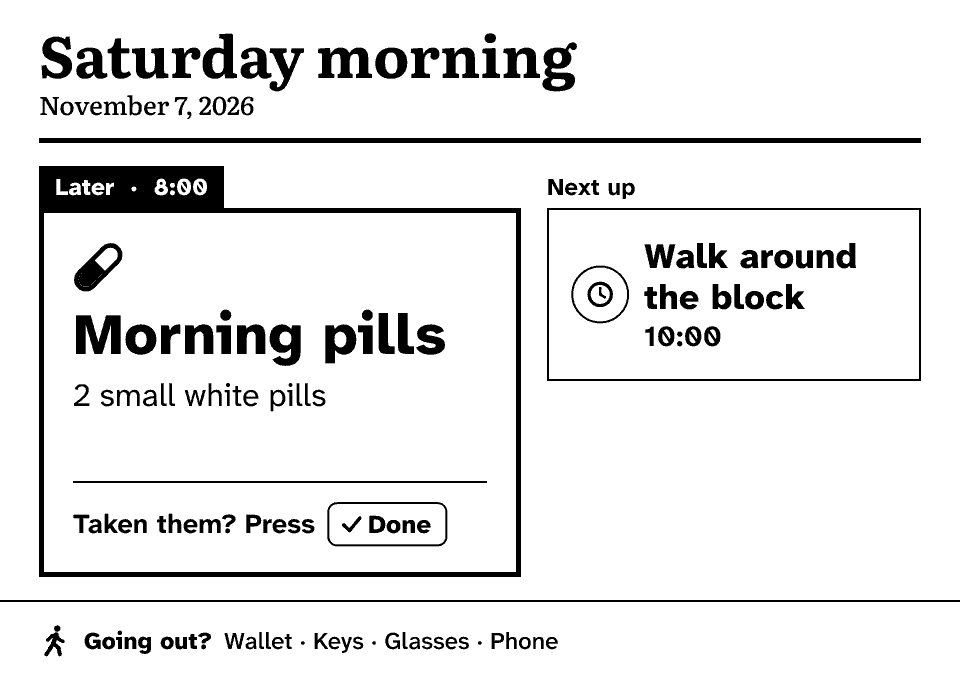 Saturday morning
November 7, 2026
Later · 8:00
Morning pills
2 small white pills
Taken them? Press Done
Next up
Walk around
the block
10:00
Going out? Wallet · Keys · Glasses · Phone